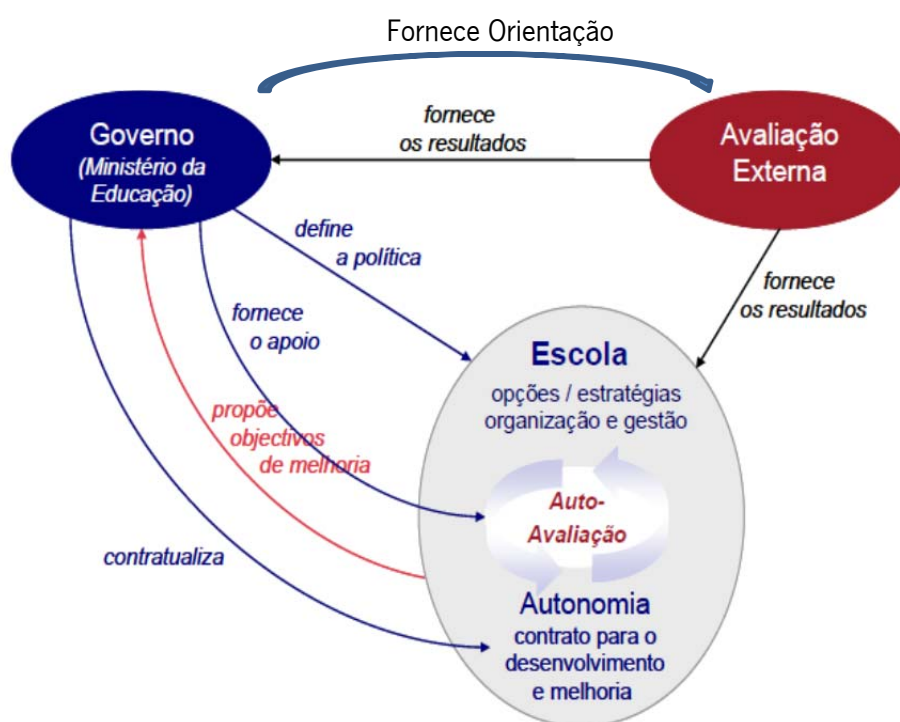 Fornece Orientação
Governo
(Ministério da
Educação)
fornece
os resultados
Avaliação
Externa
define
a política
fornece
os resultados
fornece
o apoio
Escola
opções / estratégias
organização e gestão
propõe
objectivos
de melhoria
Auto-
Avaliação
contratualiza
Autonomia
contrato para o
desenvolvimento
e melhoria